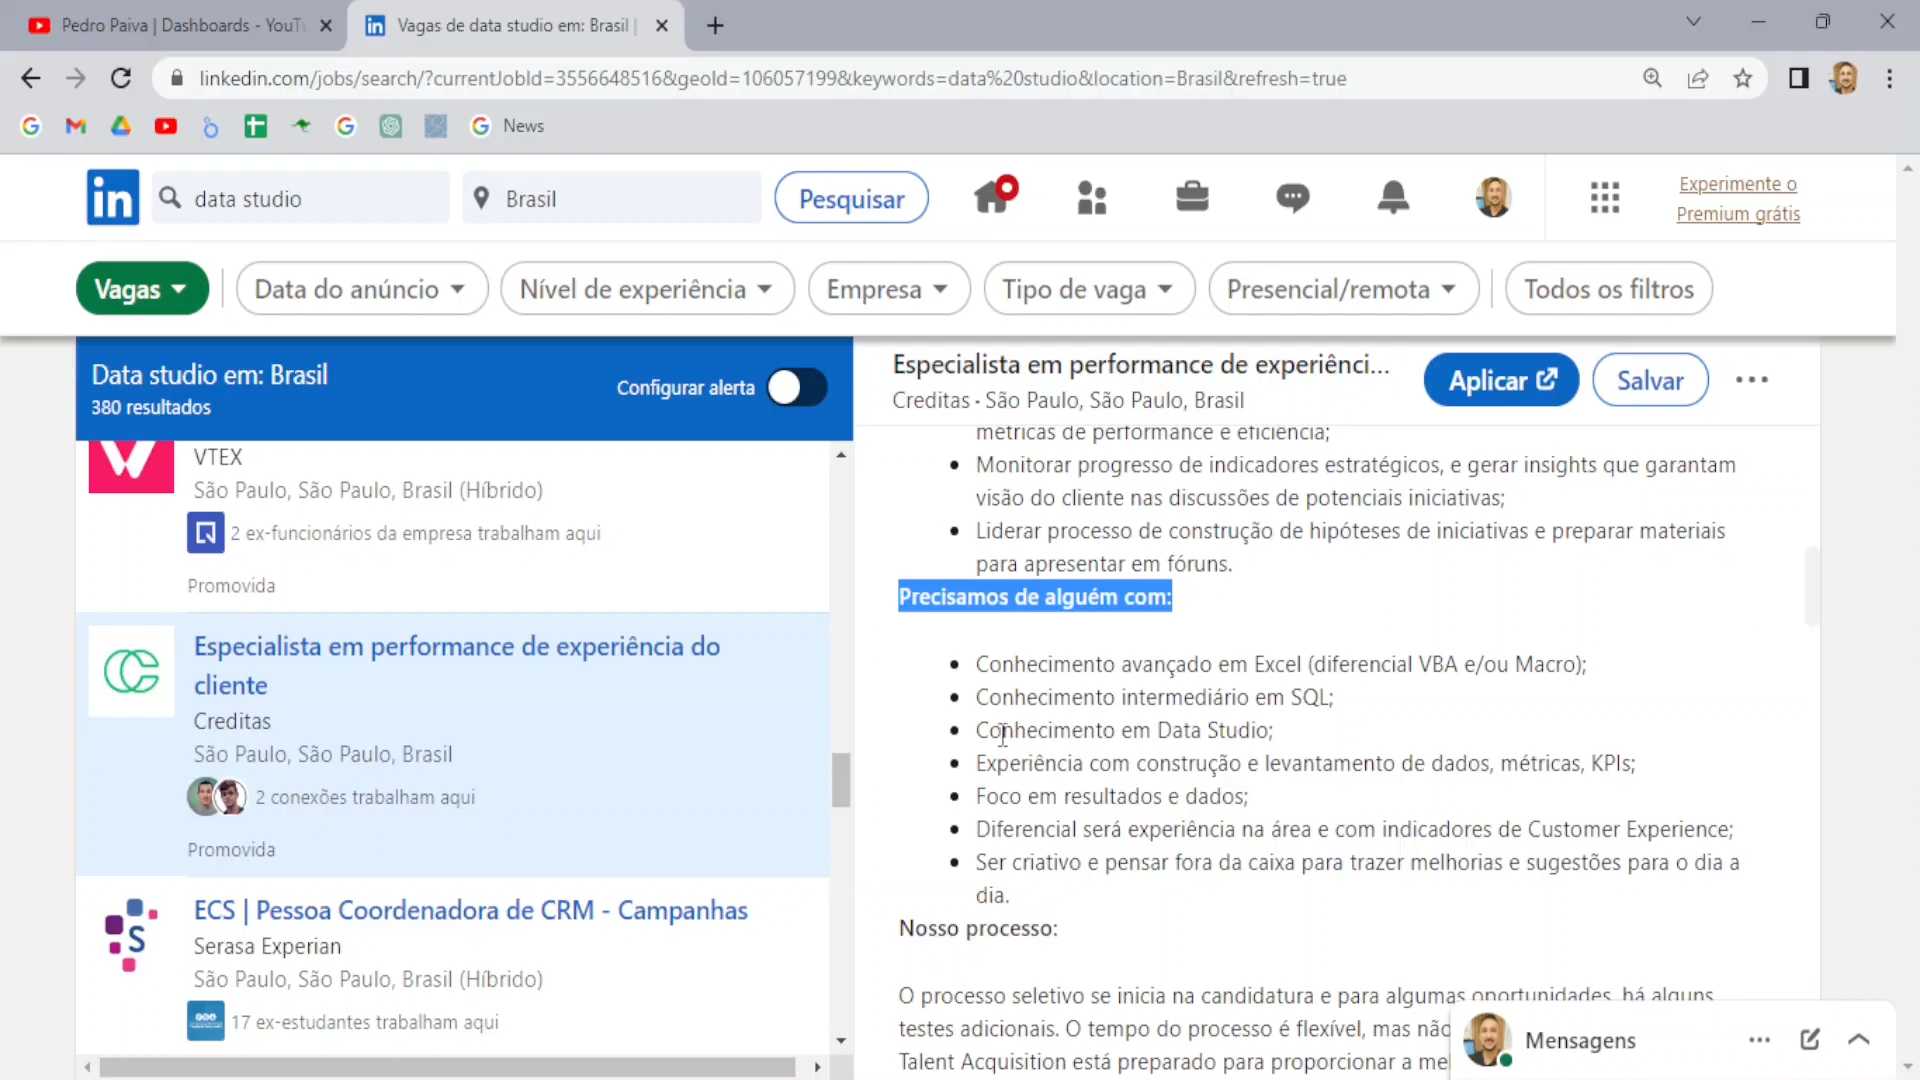 Pedro Paiva | Dashboards - YouTu
Vagas de data studio em: Brasil |
linkedin.com/jobs/search/?currentJobId=3556648516&geoId=106057199&keywords=data%20studio&location=Brasil&refresh=true
News
in
data studio
Brasil
Pesquisar
Experimente o
Premium grátis
Vagas
Data do anúncio
Nível de experiência
Empresa
Tipo de vaga
Presencial/remota
Todos os filtros
Data studio em: Brasil
380 resultados
Configurar alerta
VTEX
São Paulo, São Paulo, Brasil (Híbrido)
2 ex-funcionários da empresa trabalham aqui
Promovida
Especialista em performance de experiência do
cliente
Creditas
São Paulo, São Paulo, Brasil
2 conexões trabalham aqui
Promovida
ECS | Pessoa Coordenadora de CRM - Campanhas
Serasa Experian
São Paulo, São Paulo, Brasil (Híbrido)
17 ex-estudantes trabalham aqui
Especialista em performance de experiênci...
Creditas · São Paulo, São Paulo, Brasil
Aplicar
Salvar
métricas de performance e eficiência;
Monitorar progresso de indicadores estratégicos, e gerar insights que garantam
visão do cliente nas discussões de potenciais iniciativas;
Liderar processo de construção de hipóteses de iniciativas e preparar materiais
para apresentar em fóruns.
Precisamos de alguém com:
Conhecimento avançado em Excel (diferencial VBA e/ou Macro);
Conhecimento intermediário em SQL;
Conhecimento em Data Studio;
Experiência com construção e levantamento de dados, métricas, KPIs;
Foco em resultados e dados;
Diferencial será experiência na área e com indicadores de Customer Experience;
Ser criativo e pensar fora da caixa para trazer melhorias e sugestões para o dia a
dia.
Nosso processo:
O processo seletivo se inicia na candidatura e para algumas oportunidades, há alguns
testes adicionais. O tempo do processo é flexível, mas não
Talent Acquisition está preparado para proporcionar a me
Mensagens